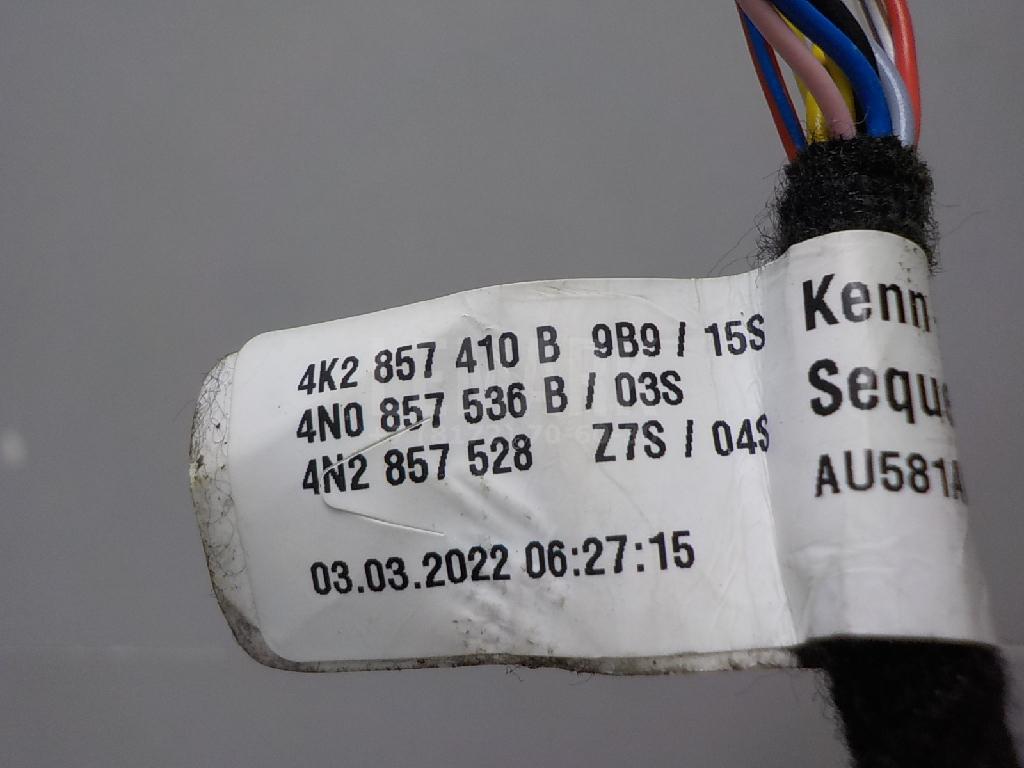 4K2 857 410 B 9B9 / 15S
4N0 857 536 B / 03S
4N2 857 528 Z7S / 04S
03.03.2022 06:27:15
Kenn-
Seque
AU581A